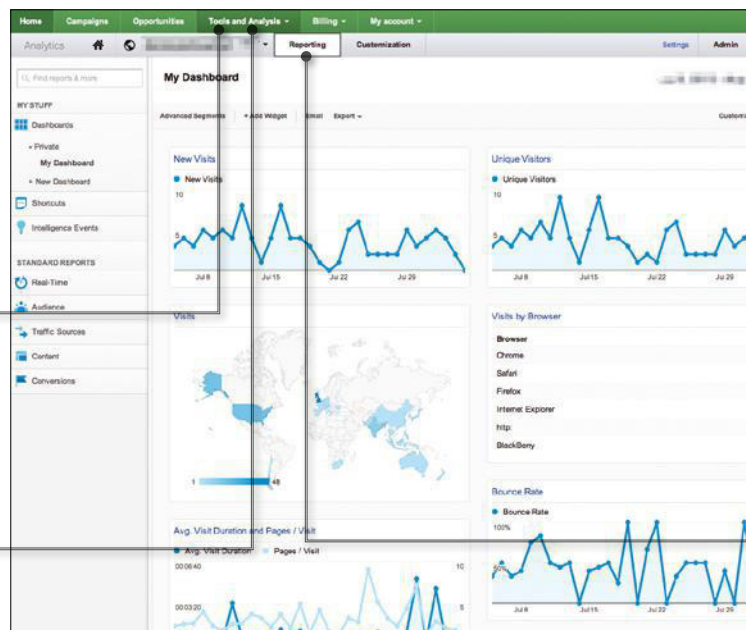 Home Campaigns Opportunities Tools and Analysis Billing My account
Analytics Reporting Customization Settings Admin
Find reports & more
My Dashboard
MY STUFF
Advanced Segments + Add Widget Email Export
Dashboards
Private
My Dashboard
+ New Dashboard
Shortcuts
Intelligence Events
STANDARD REPORTS
Real-Time
Audience
Traffic Sources
Content
Conversions
New Visits
New Visits
10
5
Jul 8 Jul 15 Jul 22 Jul 29
Unique Visitors
Unique Visitors
10
5
Jul 8 Jul 15 Jul 22 Jul 29
Visits
1 48
Visits by Browser
Browser
Chrome
Safari
Firefox
Internet Explorer
http:
BlackBerry
Avg. Visit Duration and Pages / Visit
Avg. Visit Duration Pages / Visit
00:06:40 10
00:03:20 5
Bounce Rate
Bounce Rate
100%
50%
Jul 8 Jul 15 Jul 22 Jul 29